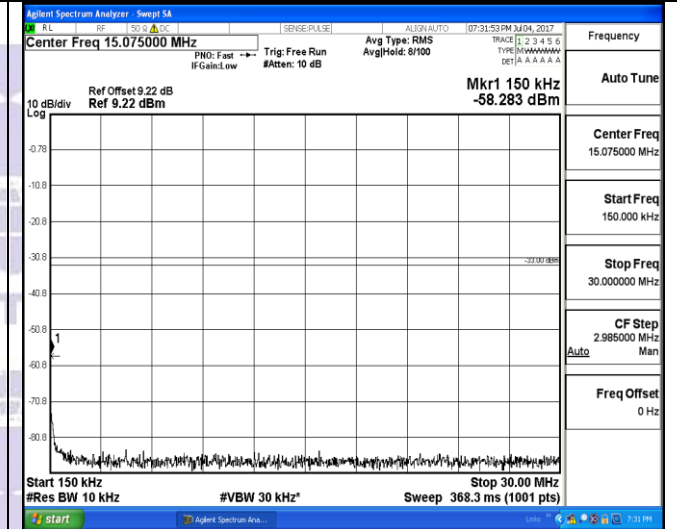 Agilent Spectrum Analyzer - Swept SA
RL RF 50 Ω DC SENSE:PULSE ALIGNAUTO 07:31:53 PM Jul 04, 2017
Center Freq 15.075000 MHz
PNO: Fast
IFGain:Low
Trig: Free Run
#Atten: 10 dB
Avg Type: RMS
Avg|Hold: 8/100
TRACE 1 2 3 4 5 6
TYPE MWWWWW
DET A A A A A A
Mkr1 150 kHz
-58.283 dBm
Ref Offset 9.22 dB
10 dB/div Ref 9.22 dBm
Log
-0.78
-10.8
-20.8
-30.8
-33.00 dBm
-40.8
-50.8
1
-60.8
-70.8
-80.8
Start 150 kHz Stop 30.00 MHz
#Res BW 10 kHz #VBW 30 kHz* Sweep 368.3 ms (1001 pts)
Frequency
Auto Tune
Center Freq
15.075000 MHz
Start Freq
150.000 kHz
Stop Freq
30.000000 MHz
CF Step
2.985000 MHz
Auto Man
Freq Offset
0 Hz
start Agilent Spectrum Ana... Links » 7:31 PM